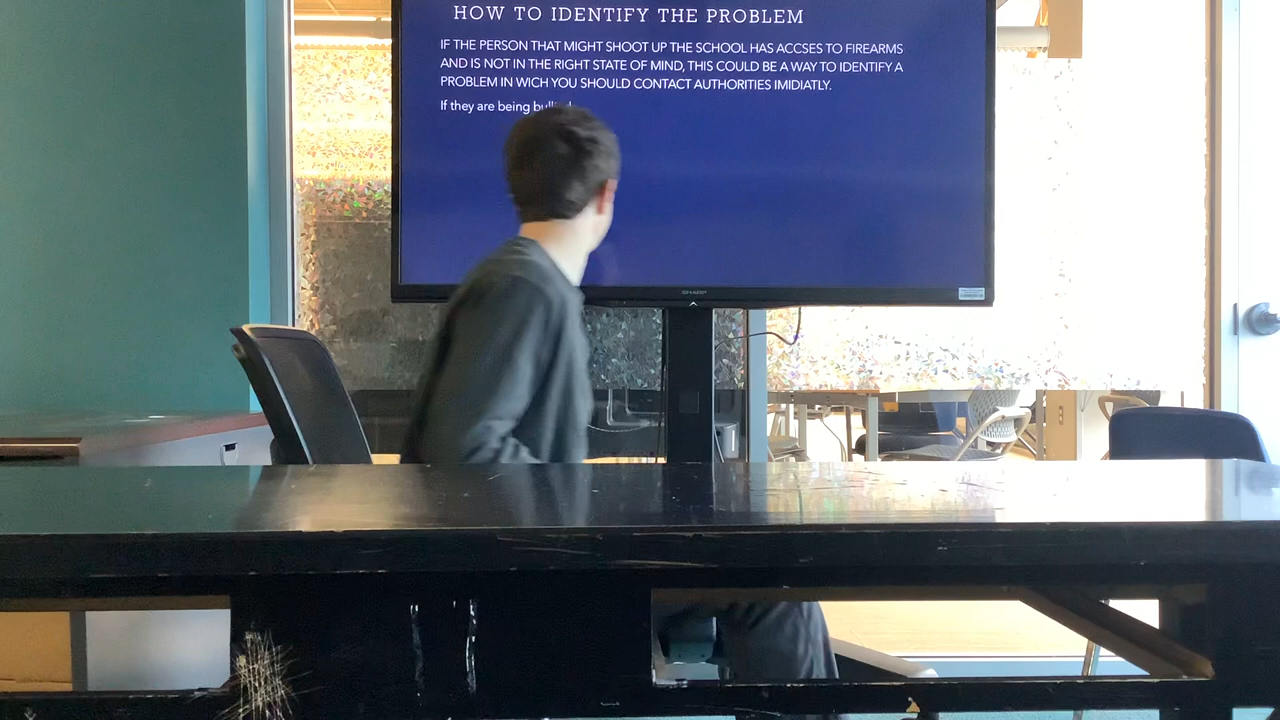 HOW TO IDENTIFY THE PROBLEM
IF THE PERSON THAT MIGHT SHOOT UP THE SCHOOL HAS ACCSES TO FIREARMS
AND IS NOT IN THE RIGHT STATE OF MIND, THIS COULD BE A WAY TO IDENTIFY A
PROBLEM IN WICH YOU SHOULD CONTACT AUTHORITIES IMIDIATLY.
If they are being
SHARP